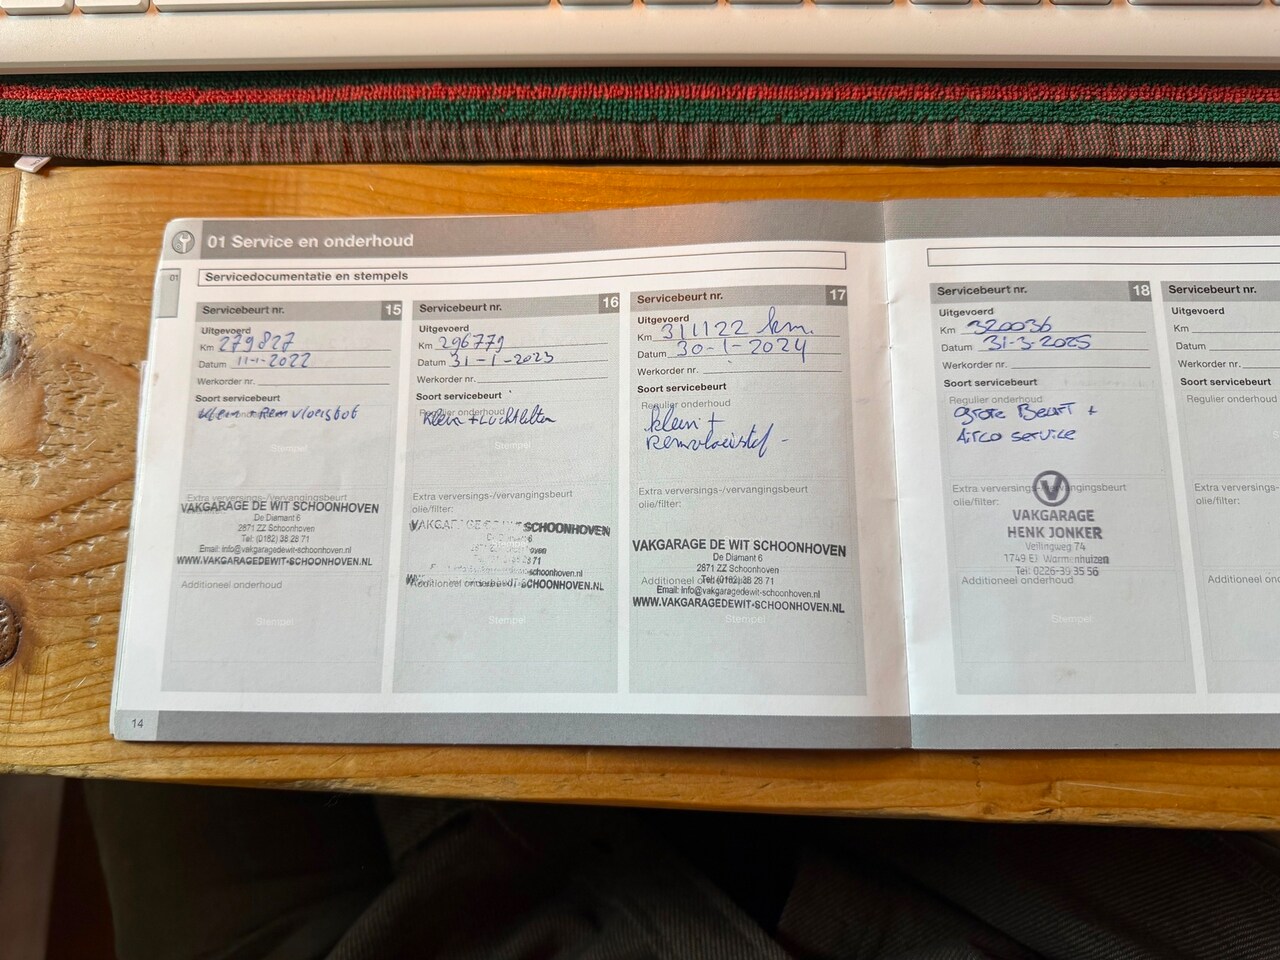 01 Service en onderhoud
01
Servicedocumentatie en stempels
Servicebeurt nr. 15
Uitgevoerd
Km 279827
Datum 11-1-2022
Werkorder nr.
Soort servicebeurt
Klein + Remvloeistof
Stempel
Extra verversings-/vervangingsbeurt
VAKGARAGE DE WIT SCHOONHOVEN
De Diamant 6
2871 ZZ Schoonhoven
Tel: (0182) 38 28 71
Email: info@vakgaragedewit-schoonhoven.nl
WWW.VAKGARAGEDEWIT-SCHOONHOVEN.NL
Additioneel onderhoud
Stempel
Servicebeurt nr. 16
Uitgevoerd
Km 296779
Datum 31-1-2023
Werkorder nr.
Soort servicebeurt
Regulier onderhoud:
Klein + Luchtfilter
Stempel
Extra verversings-/vervangingsbeurt
olie/filter:
SCHOONHOVEN
Additioneel onderhoud
SCHOONHOVEN.NL
Stempel
Servicebeurt nr. 17
Uitgevoerd
Km 311122 km.
Datum 30-1-2024
Werkorder nr.
Soort servicebeurt
Regulier onderhoud:
klein +
Remvloeistof -
Extra verversings-/vervangingsbeurt
olie/filter:
VAKGARAGE DE WIT SCHOONHOVEN
De Diamant 6
2871 ZZ Schoonhoven
Additioneel onderhoud
Tel: (0182) 38 28 71
Email: info@vakgaragedewit-schoonhoven.nl
WWW.VAKGARAGEDEWIT-SCHOONHOVEN.NL
Stempel
14
Servicebeurt nr. 18
Uitgevoerd
Km 320036
Datum 31-3-2025
Werkorder nr.
Soort servicebeurt
Regulier onderhoud:
Grote Beurt +
Airco service
Extra verversings-/vervangingsbeurt
olie/filter:
V
VAKGARAGE
HENK JONKER
Veilingweg 74
1749 EJ Warmenhuizen
Tel: 0226-39 35 56
Additioneel onderhoud
Stempel
Servicebeurt nr.
Uitgevoerd
Km
Datum
Werkorder nr.
Soort servicebeurt
Regulier
Extra
olie/filter:
Additioneel